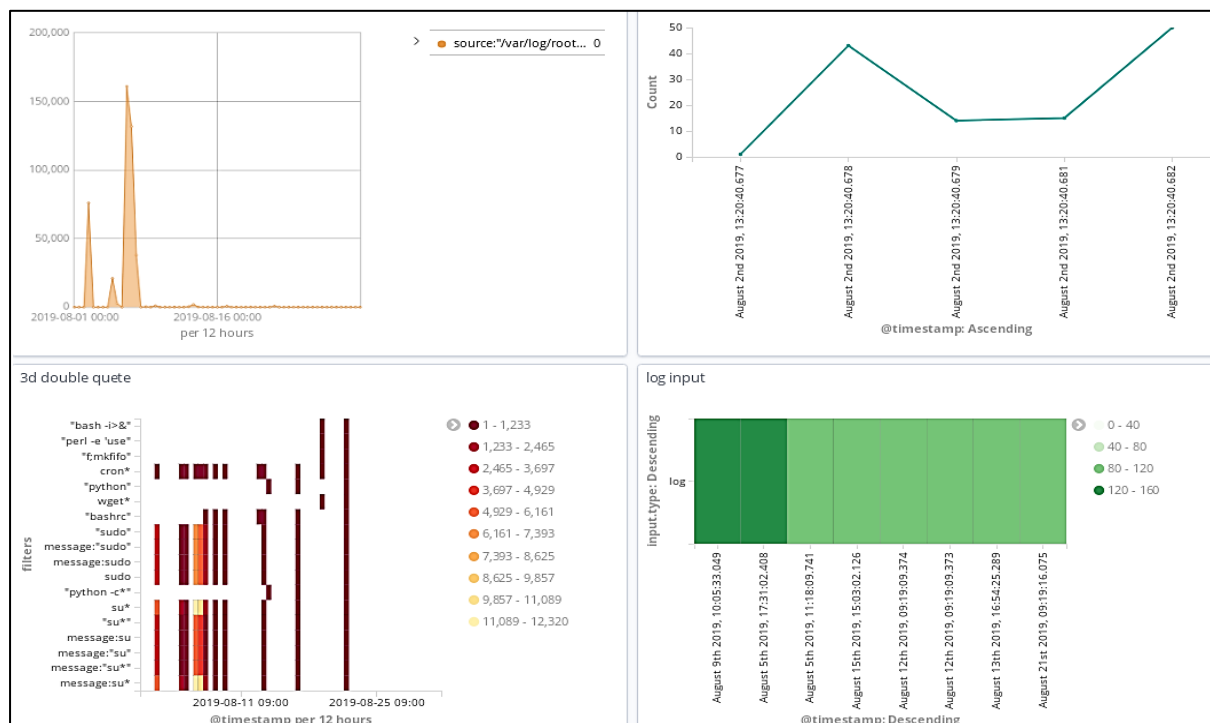 200,000
150,000
100,000
50,000
0
2019-08-01 00:00
2019-08-16 00:00
per 12 hours
source:"/var/log/root... 0
50
40
30
20
10
0
Count
August 2nd 2019, 13:20:40.677
August 2nd 2019, 13:20:40.678
August 2nd 2019, 13:20:40.679
August 2nd 2019, 13:20:40.681
August 2nd 2019, 13:20:40.682
@timestamp: Ascending
3d double quete
filters
"bash -i>&"
"perl -e 'use"
"f;mkfifo"
cron*
"python"
wget*
"bashrc"
"sudo"
message:"sudo"
message:sudo
sudo
"python -c*"
su*
"su*"
message:su
message:"su"
message:"su*"
message:su*
2019-08-11 09:00
2019-08-25 09:00
@timestamp per 12 hours
1 - 1,233
1,233 - 2,465
2,465 - 3,697
3,697 - 4,929
4,929 - 6,161
6,161 - 7,393
7,393 - 8,625
8,625 - 9,857
9,857 - 11,089
11,089 - 12,320
log input
input.type: Descending
log
August 9th 2019, 10:05:33.049
August 5th 2019, 17:31:02.408
August 5th 2019, 11:18:09.741
August 15th 2019, 15:03:02.126
August 12th 2019, 09:19:09.374
August 12th 2019, 09:19:09.373
August 13th 2019, 16:54:25.289
August 21st 2019, 09:19:16.075
@timestamp: Descending
0 - 40
40 - 80
80 - 120
120 - 160